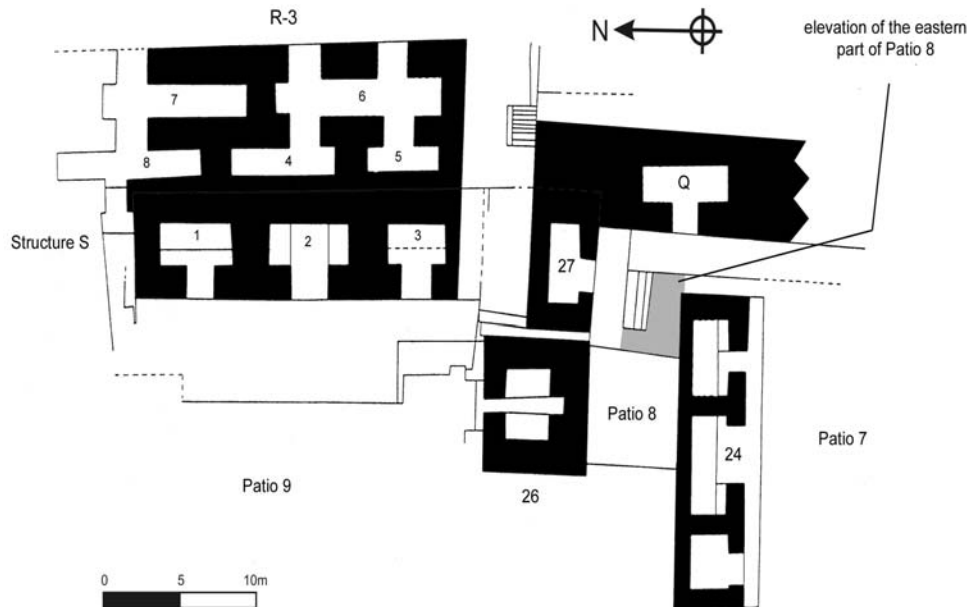 R-3
N
elevation of the eastern
part of Patio 8
7
6
8
4
5
Q
Structure S
1
2
3
27
Patio 8
24
Patio 7
Patio 9
26
0 5 10m